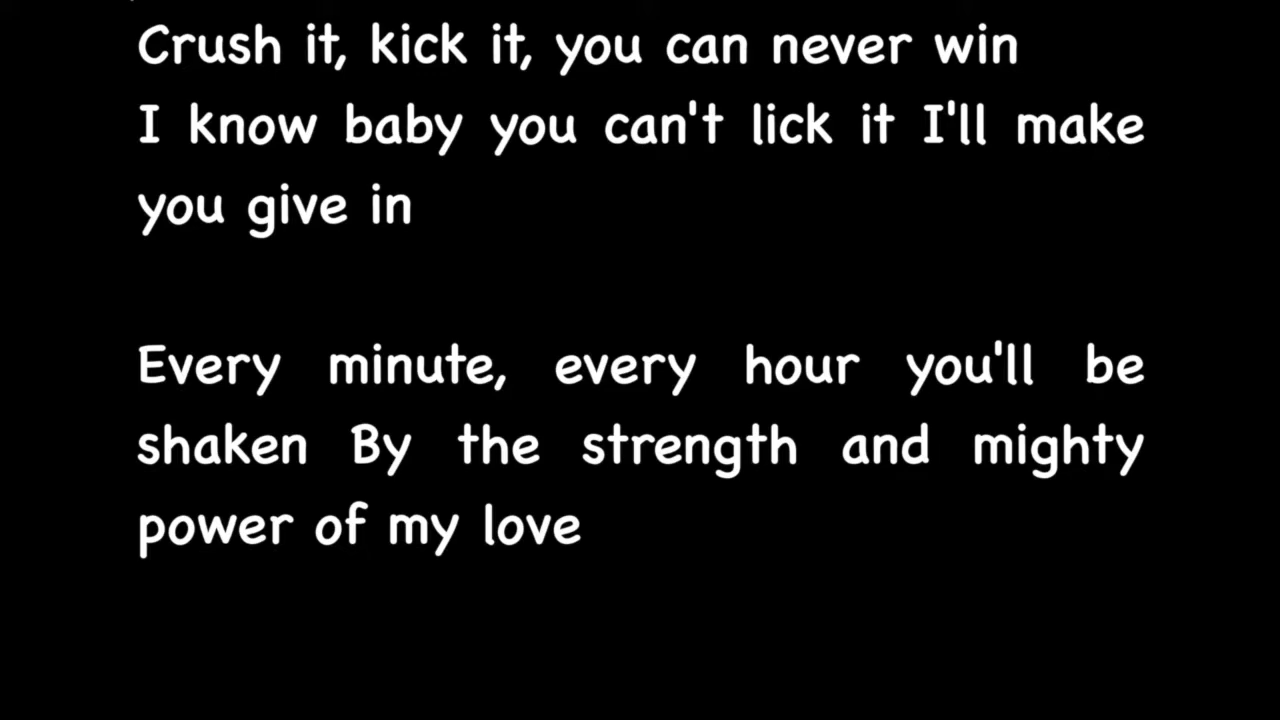 Crush it, kick it, you can never win
I know baby you can't lick it I'll make
you give in
Every minute, every hour you'll be
shaken By the strength and mighty
power of my love